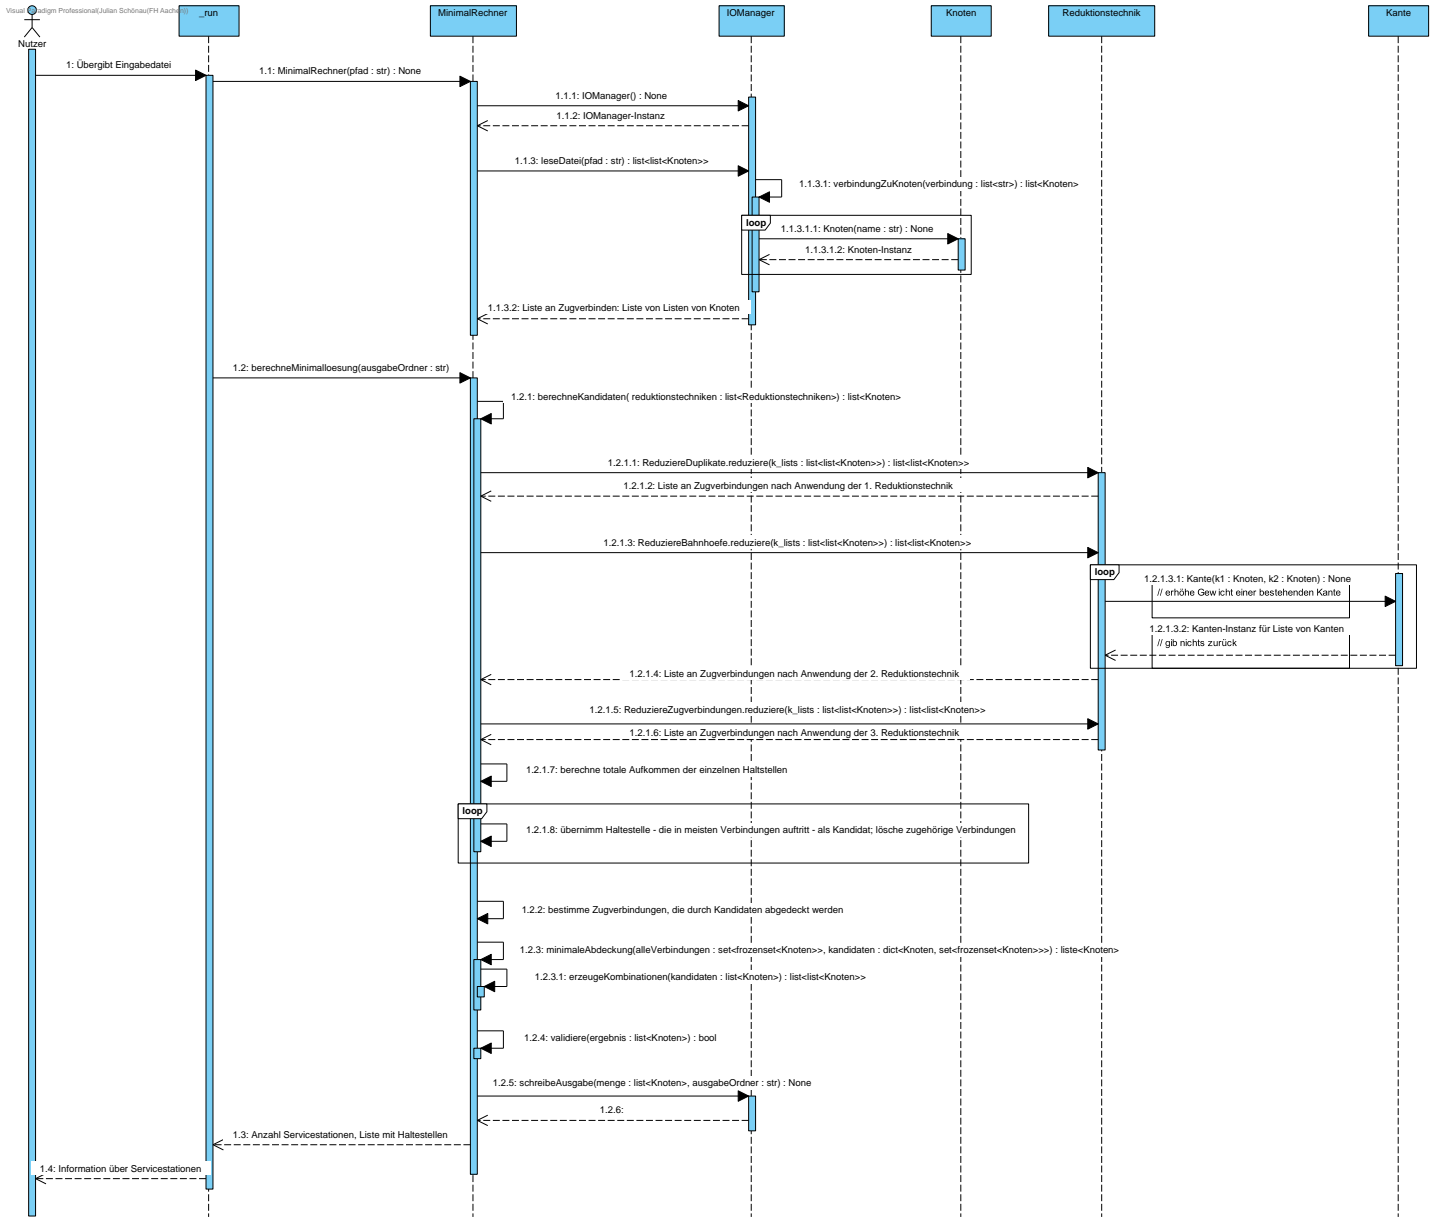 Visual Paradigm Professional(Julian Schönau(FH Aachen))
_run
MinimalRechner
IOManager
Knoten
Reduktionstechnik
Kante
Nutzer
1: Übergibt Eingabedatei
1.1: MinimalRechner(pfad : str) : None
1.1.1: IOManager() : None
1.1.2: IOManager-Instanz
1.1.3: leseDatei(pfad : str) : list<list<Knoten>>
1.1.3.1: verbindungZuKnoten(verbindung : list<str>) : list<Knoten>
loop
1.1.3.1.1: Knoten(name : str) : None
1.1.3.1.2: Knoten-Instanz
1.1.3.2: Liste an Zugverbinden: Liste von Listen von Knoten
1.2: berechneMinimalloesung(ausgabeOrdner : str)
1.2.1: berechneKandidaten( reduktionstechniken : list<Reduktionstechniken>) : list<Knoten>
1.2.1.1: ReduziereDuplikate.reduziere(k_lists : list<list<Knoten>>) : list<list<Knoten>>
1.2.1.2: Liste an Zugverbindungen nach Anwendung der 1. Reduktionstechnik
1.2.1.3: ReduziereBahnhoefe.reduziere(k_lists : list<list<Knoten>>) : list<list<Knoten>>
loop
1.2.1.3.1: Kante(k1 : Knoten, k2 : Knoten) : None
// erhöhe Gewicht einer bestehenden Kante
1.2.1.3.2: Kanten-Instanz für Liste von Kanten
// gib nichts zurück
1.2.1.4: Liste an Zugverbindungen nach Anwendung der 2. Reduktionstechnik
1.2.1.5: ReduziereZugverbindungen.reduziere(k_lists : list<list<Knoten>>) : list<list<Knoten>>
1.2.1.6: Liste an Zugverbindungen nach Anwendung der 3. Reduktionstechnik
1.2.1.7: berechne totale Aufkommen der einzelnen Haltstellen
loop
1.2.1.8: übernimm Haltestelle - die in meisten Verbindungen auftritt - als Kandidat; lösche zugehörige Verbindungen
1.2.2: bestimme Zugverbindungen, die durch Kandidaten abgedeckt werden
1.2.3: minimaleAbdeckung(alleVerbindungen : set<frozenset<Knoten>>, kandidaten : dict<Knoten, set<frozenset<Knoten>>>) : liste<Knoten>
1.2.3.1: erzeugeKombinationen(kandidaten : list<Knoten>) : list<list<Knoten>>
1.2.4: validiere(ergebnis : list<Knoten>) : bool
1.2.5: schreibeAusgabe(menge : list<Knoten>, ausgabeOrdner : str) : None
1.2.6:
1.3: Anzahl Servicestationen, Liste mit Haltestellen
1.4: Information über Servicestationen